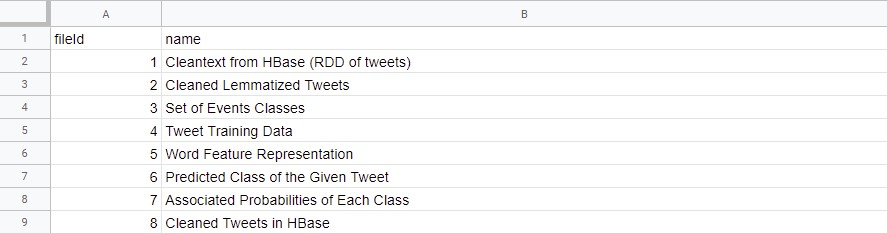 A B
1 fileId name
2 1 Cleantext from HBase (RDD of tweets)
3 2 Cleaned Lemmatized Tweets
4 3 Set of Events Classes
5 4 Tweet Training Data
6 5 Word Feature Representation
7 6 Predicted Class of the Given Tweet
8 7 Associated Probabilities of Each Class
9 8 Cleaned Tweets in HBase